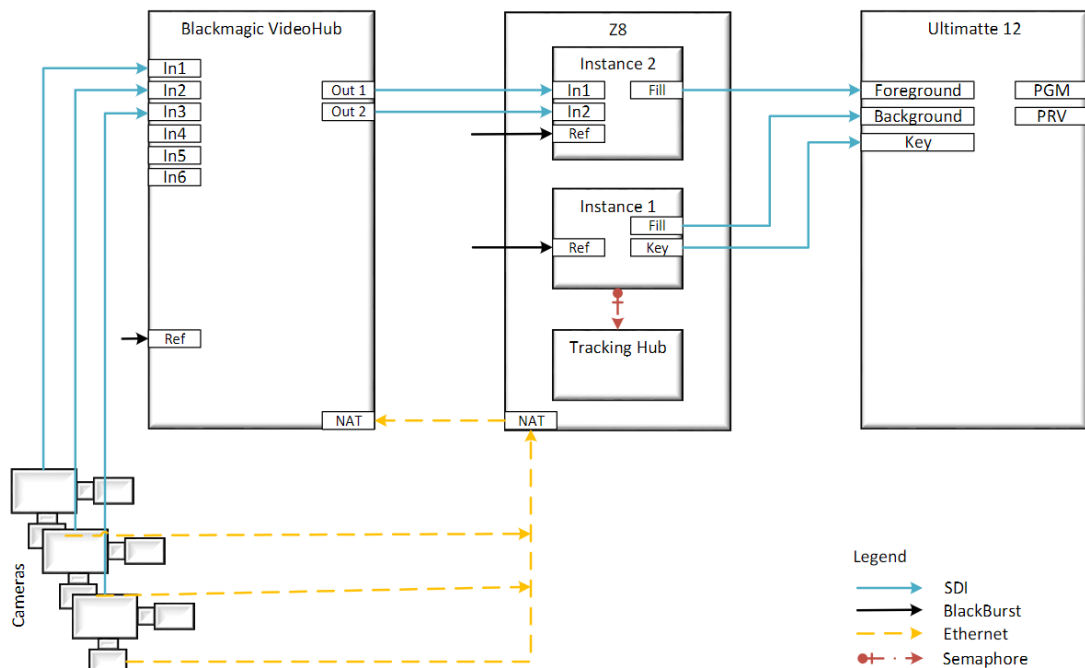 Blackmagic VideoHub
In1
In2
In3
In4
In5
In6
Out 1
Out 2
Ref
NAT
Z8
Instance 2
In1
In2
Ref
Fill
Instance 1
Fill
Ref
Key
Tracking Hub
NAT
Ultimatte 12
Foreground
Background
Key
PGM
PRV
Cameras
Legend
SDI
BlackBurst
Ethernet
Semaphore